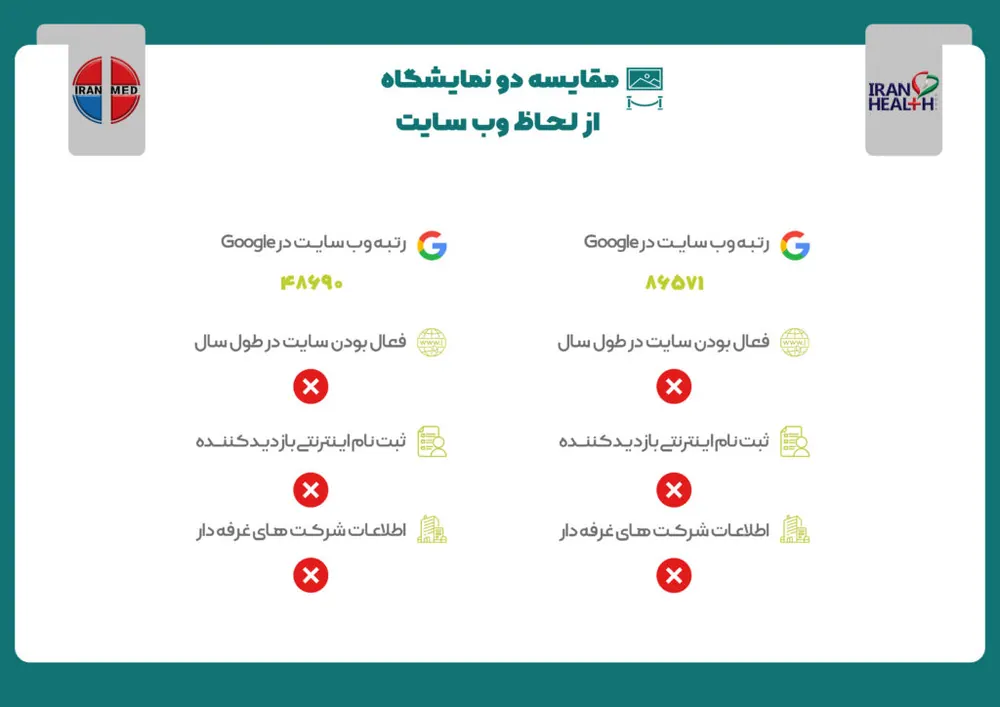 IRAN HEALTH
IRAN MED
مقایسه دو نمایشگاه
از لحاظ وب سایت
رتبه وب سایت در Google
۸۶۵۷۱
فعال بودن سایت در طول سال
ثبت نام اینترنتی بازدیدکننده
اطلاعات شرکت های غرفه دار
رتبه وب سایت در Google
۴۸۶۹۰
فعال بودن سایت در طول سال
ثبت نام اینترنتی بازدیدکننده
اطلاعات شرکت های غرفه دار